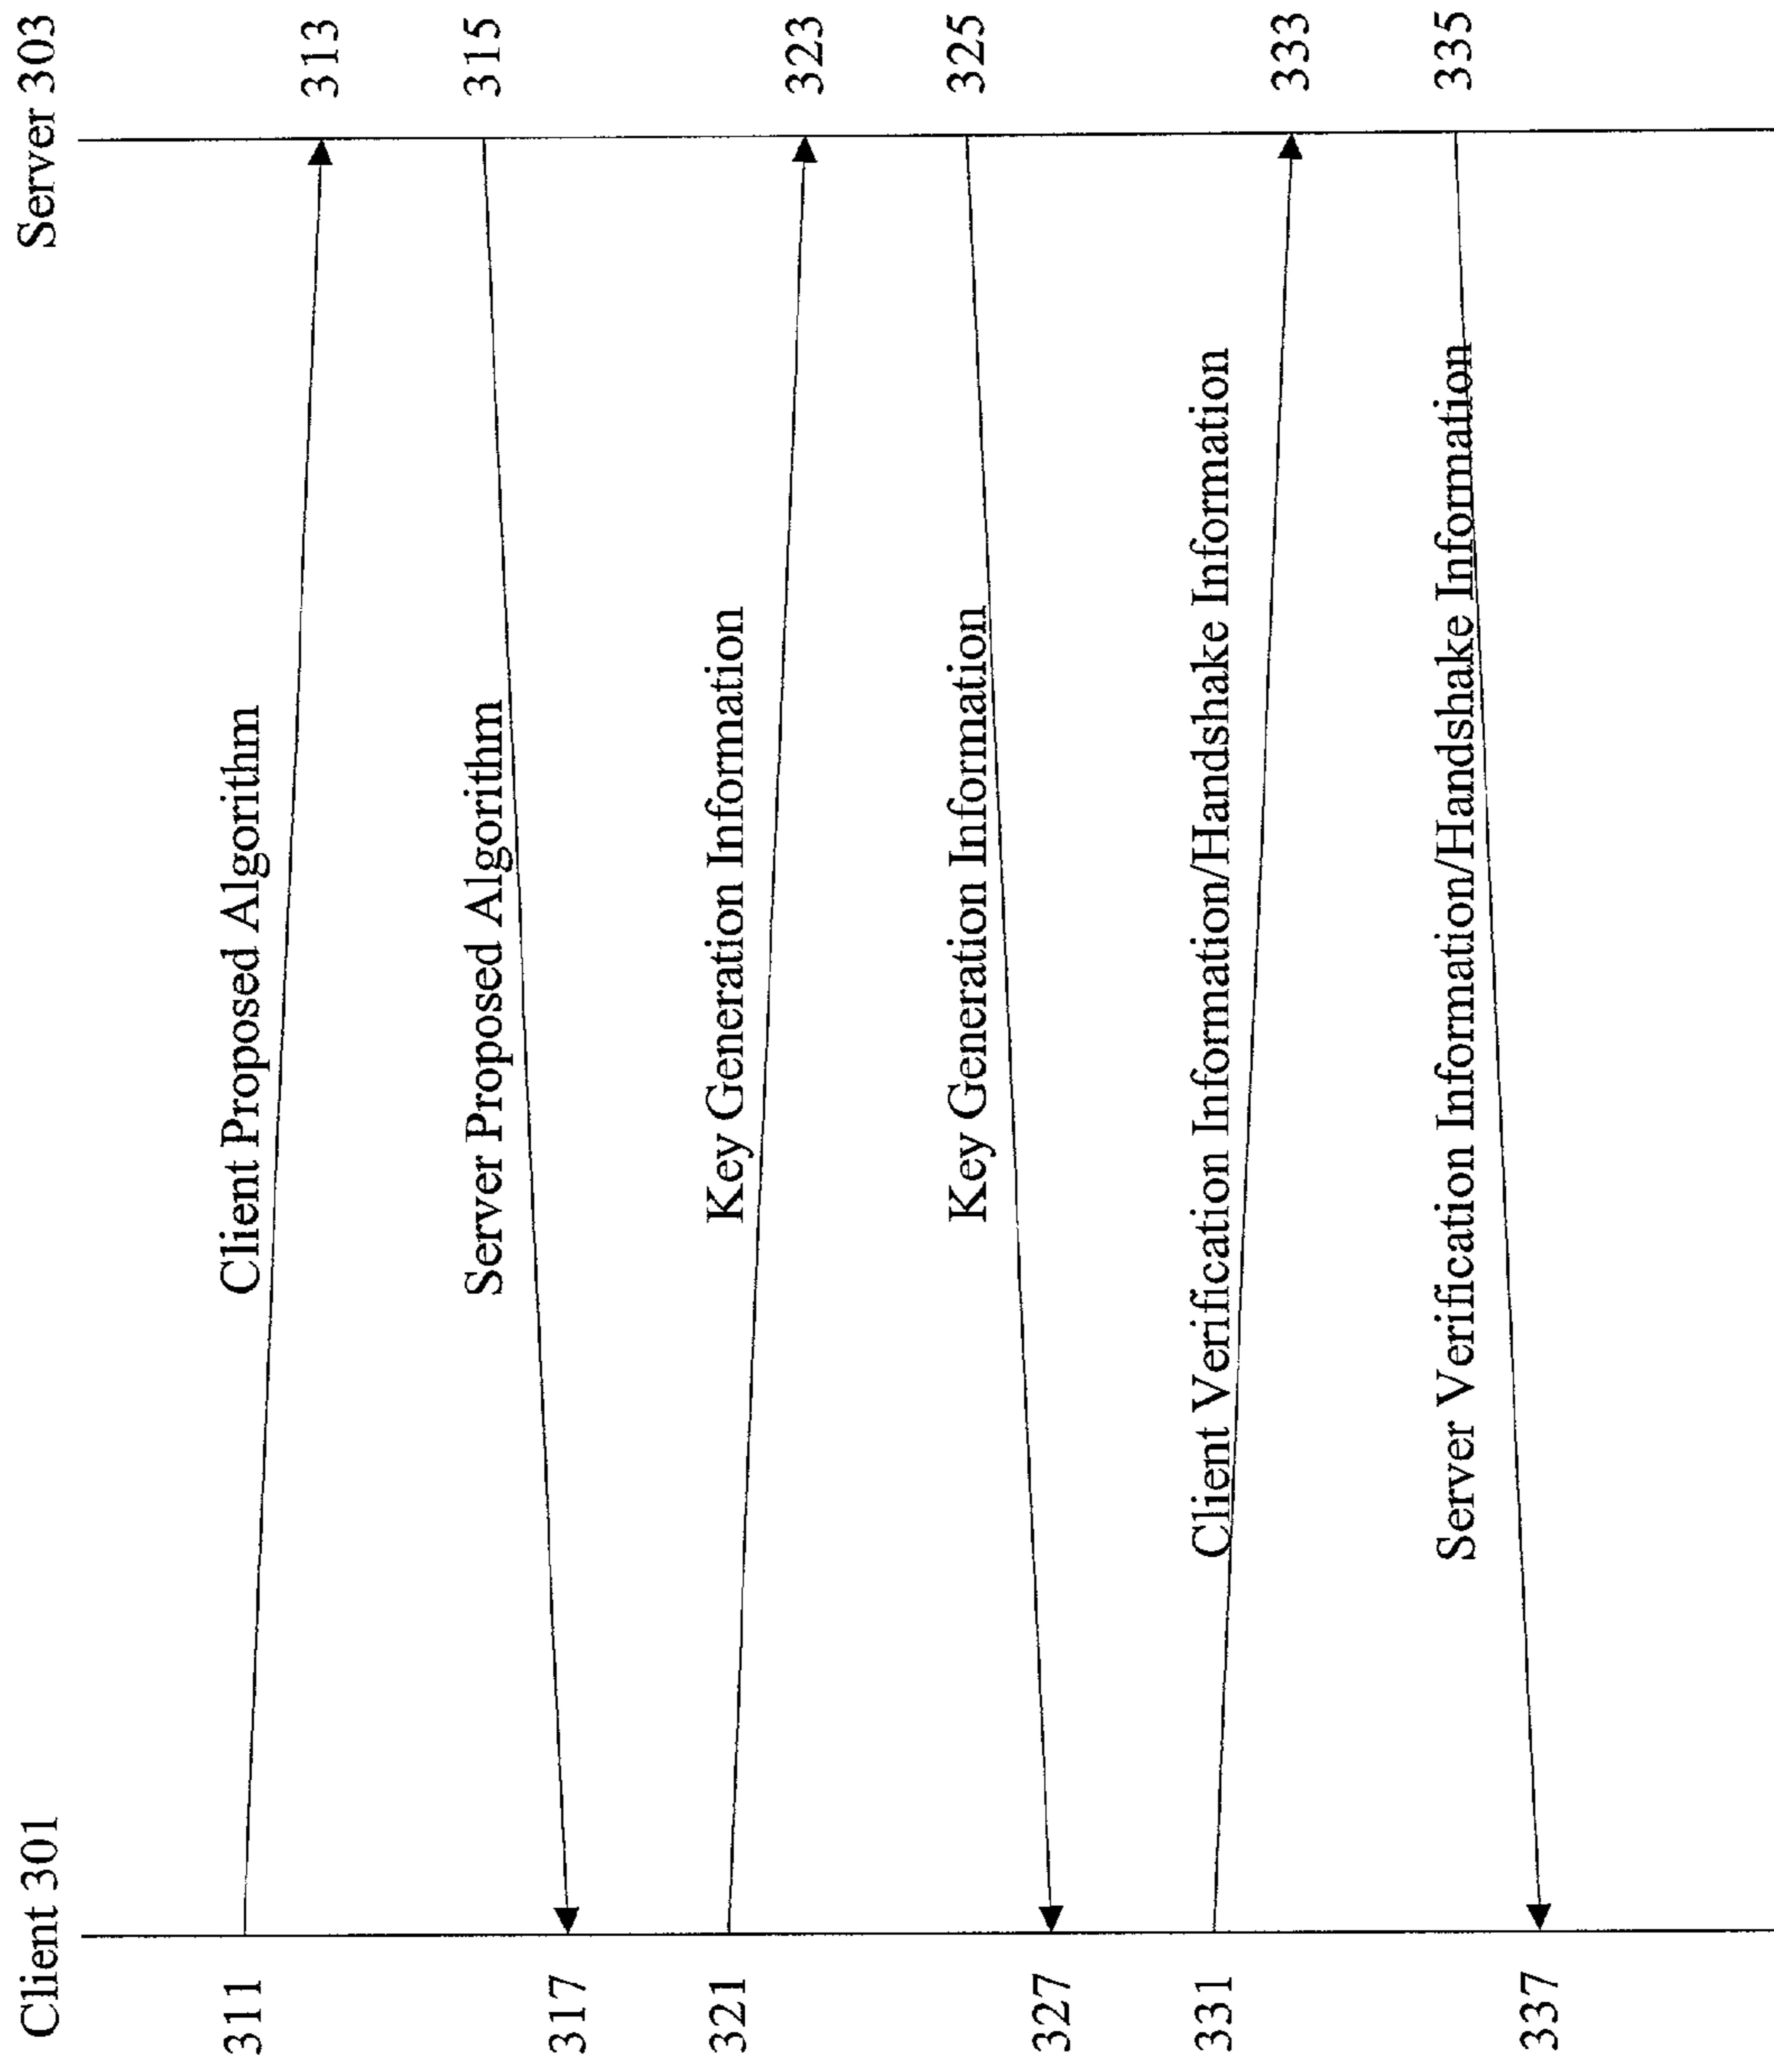 Client 301
Server 303
311
Client Proposed Algorithm
313
315
Server Proposed Algorithm
317
321
Key Generation Information
323
325
Key Generation Information
327
331
Client Verification Information/Handshake Information
333
335
Server Verification Information/Handshake Information
337